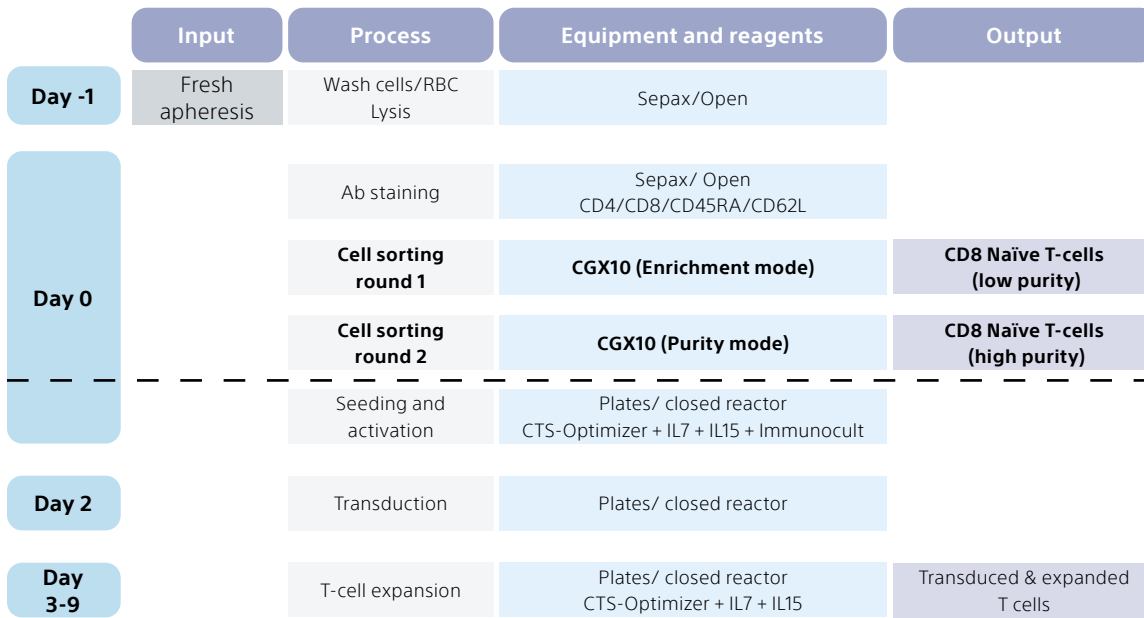 Input
Process
Equipment and reagents
Output
Day -1
Fresh
apheresis
Wash cells/RBC
Lysis
Sepax/Open
Day 0
Ab staining
Sepax/ Open
CD4/CD8/CD45RA/CD62L
Cell sorting
round 1
CGX10 (Enrichment mode)
CD8 Naïve T-cells
(low purity)
Cell sorting
round 2
CGX10 (Purity mode)
CD8 Naïve T-cells
(high purity)
Seeding and
activation
Plates/ closed reactor
CTS-Optimizer + IL7 + IL15 + Immunocult
Day 2
Transduction
Plates/ closed reactor
Day
3-9
T-cell expansion
Plates/ closed reactor
CTS-Optimizer + IL7 + IL15
Transduced & expanded
T cells